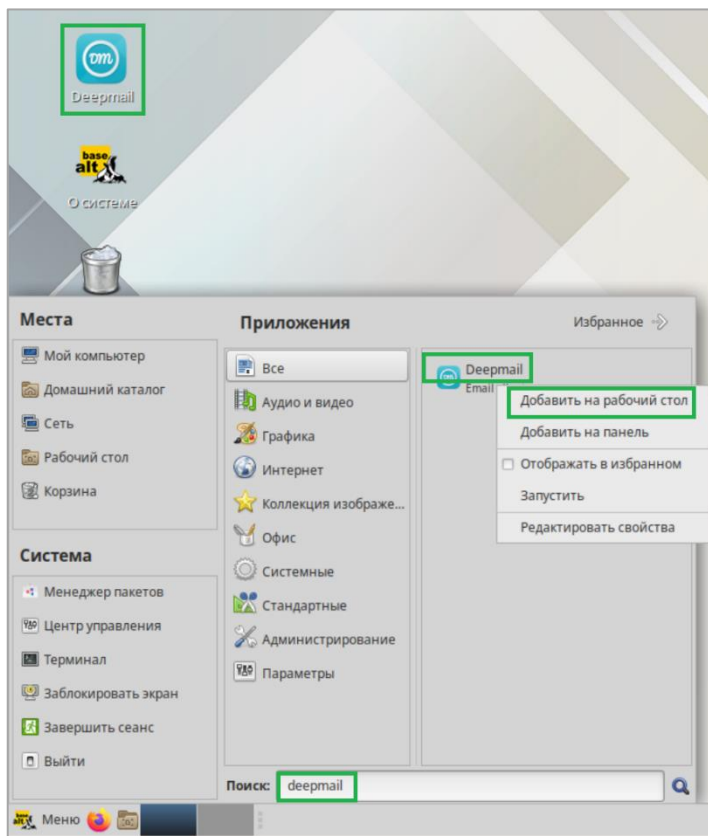 dm
Deepmail
base
alt
О системе
Места
Мой компьютер
Домашний каталог
Сеть
Рабочий стол
Корзина
Система
Менеджер пакетов
Центр управления
Терминал
Заблокировать экран
Завершить сеанс
Выйти
Приложения
Избранное
Все
Аудио и видео
Графика
Интернет
Коллекция изображе...
Офис
Системные
Стандартные
Администрирование
Параметры
dm
Deepmail
Email
Добавить на рабочий стол
Добавить на панель
Отображать в избранном
Запустить
Редактировать свойства
Поиск: deepmail
Меню